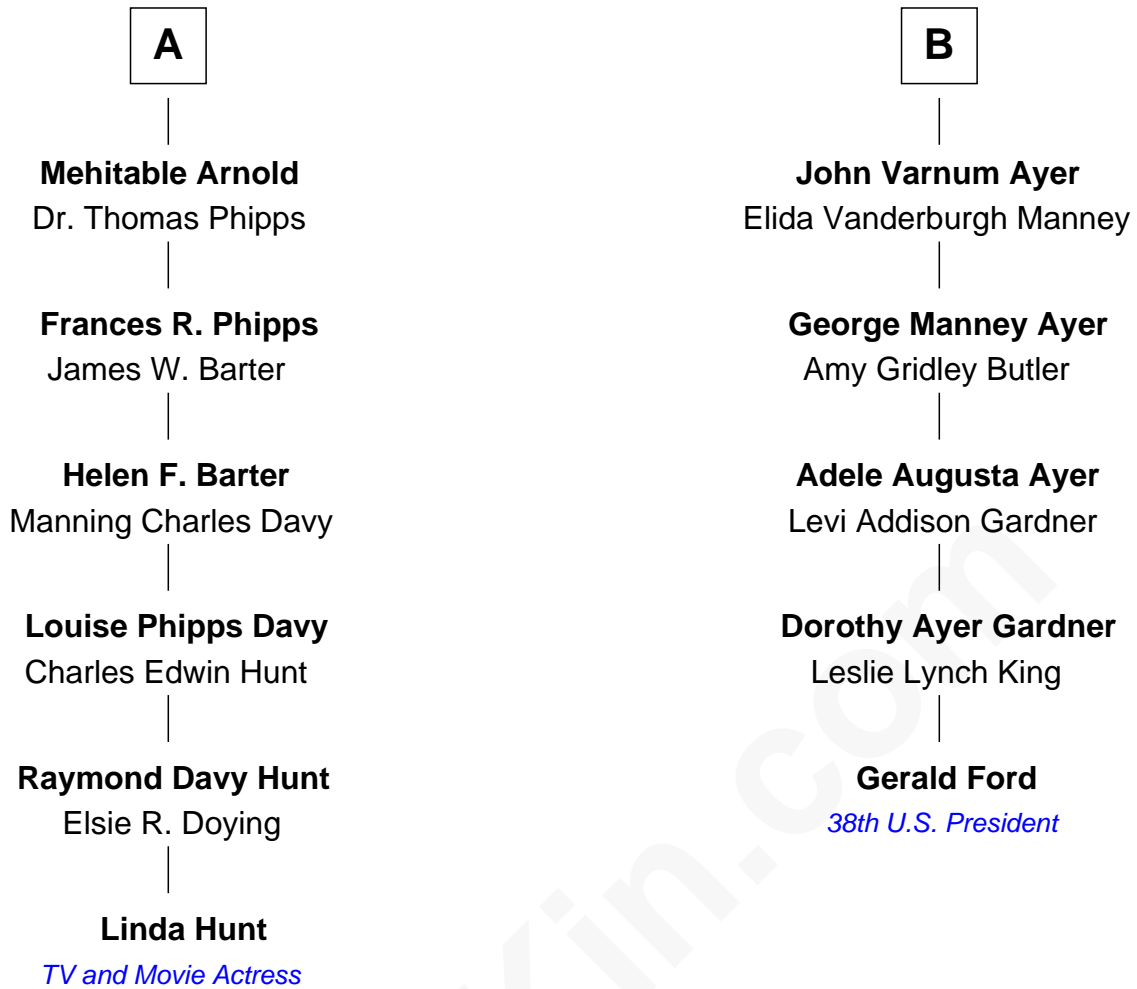 A
Mehitable Arnold
Dr. Thomas Phipps
Frances R. Phipps
James W. Barter
Helen F. Barter
Manning Charles Davy
Louise Phipps Davy
Charles Edwin Hunt
Raymond Davy Hunt
Elsie R. Doying
Linda Hunt
TV and Movie Actress
B
John Varnum Ayer
Elida Vanderburgh Manney
George Manney Ayer
Amy Gridley Butler
Adele Augusta Ayer
Levi Addison Gardner
Dorothy Ayer Gardner
Leslie Lynch King
Gerald Ford
38th U.S. President
Kin.com